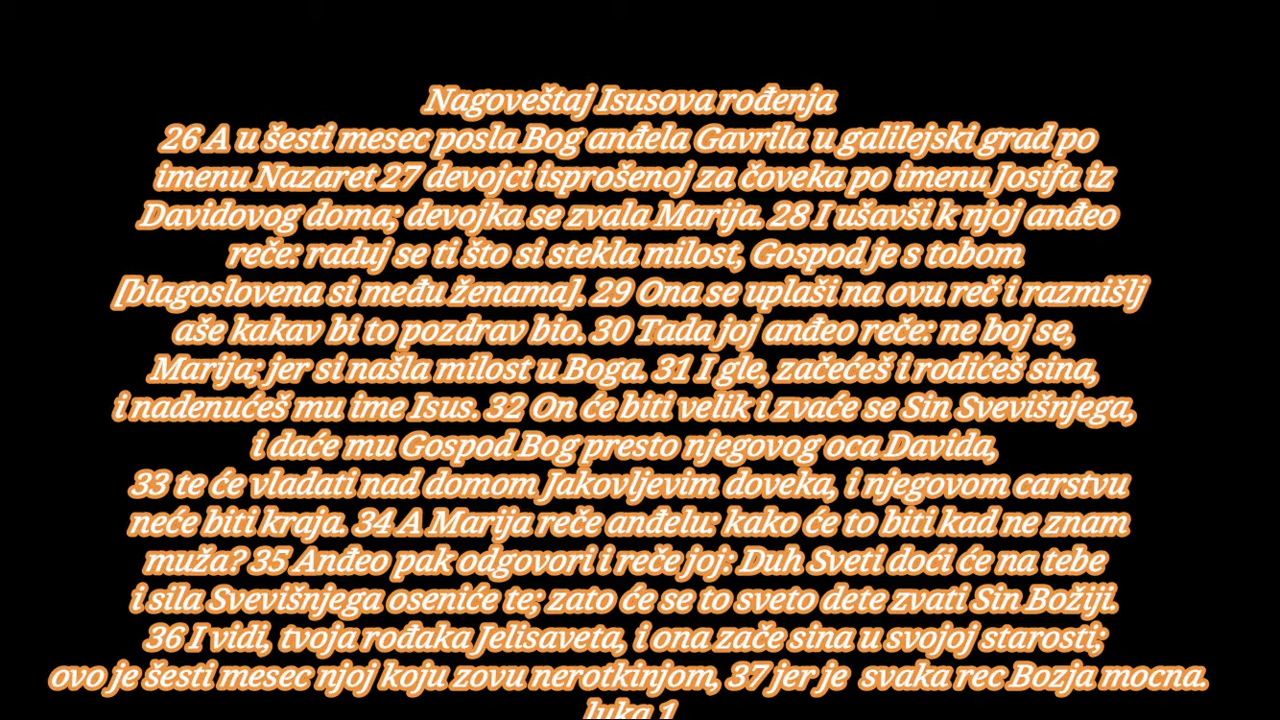 Nagoveštaj Isusova rođenja
26 A u šesti mesec posla Bog anđela Gavrila u galilejski grad po
imenu Nazaret 27 devojci isprošenoj za čoveka po imenu Josifa iz
Davidovog doma; devojka se zvala Marija. 28 I ušavši k njoj anđeo
reče: raduj se ti što si stekla milost, Gospod je s tobom
[blagoslovena si među ženama]. 29 Ona se uplaši na ovu reč i razmišlj
aše kakav bi to pozdrav bio. 30 Tada joj anđeo reče: ne boj se,
Marija; jer si našla milost u Boga. 31 I gle, začećeš i rodićeš sina,
i nadenućeš mu ime Isus. 32 On će biti velik i zvaće se Sin Svevišnjega,
i daće mu Gospod Bog presto njegovog oca Davida,
33 te će vladati nad domom Jakovljevim doveka, i njegovom carstvu
neće biti kraja. 34 A Marija reče anđelu: kako će to biti kad ne znam
muža? 35 Anđeo pak odgovori i reče joj: Duh Sveti doći će na tebe
i sila Svevišnjega oseniće te; zato će se to sveto dete zvati Sin Božiji.
36 I vidi, tvoja rođaka Jelisaveta, i ona zače sina u svojoj starosti;
ovo je šesti mesec njoj koju zovu nerotkinjom, 37 jer je svaka rec Bozja mocna.
luka 1